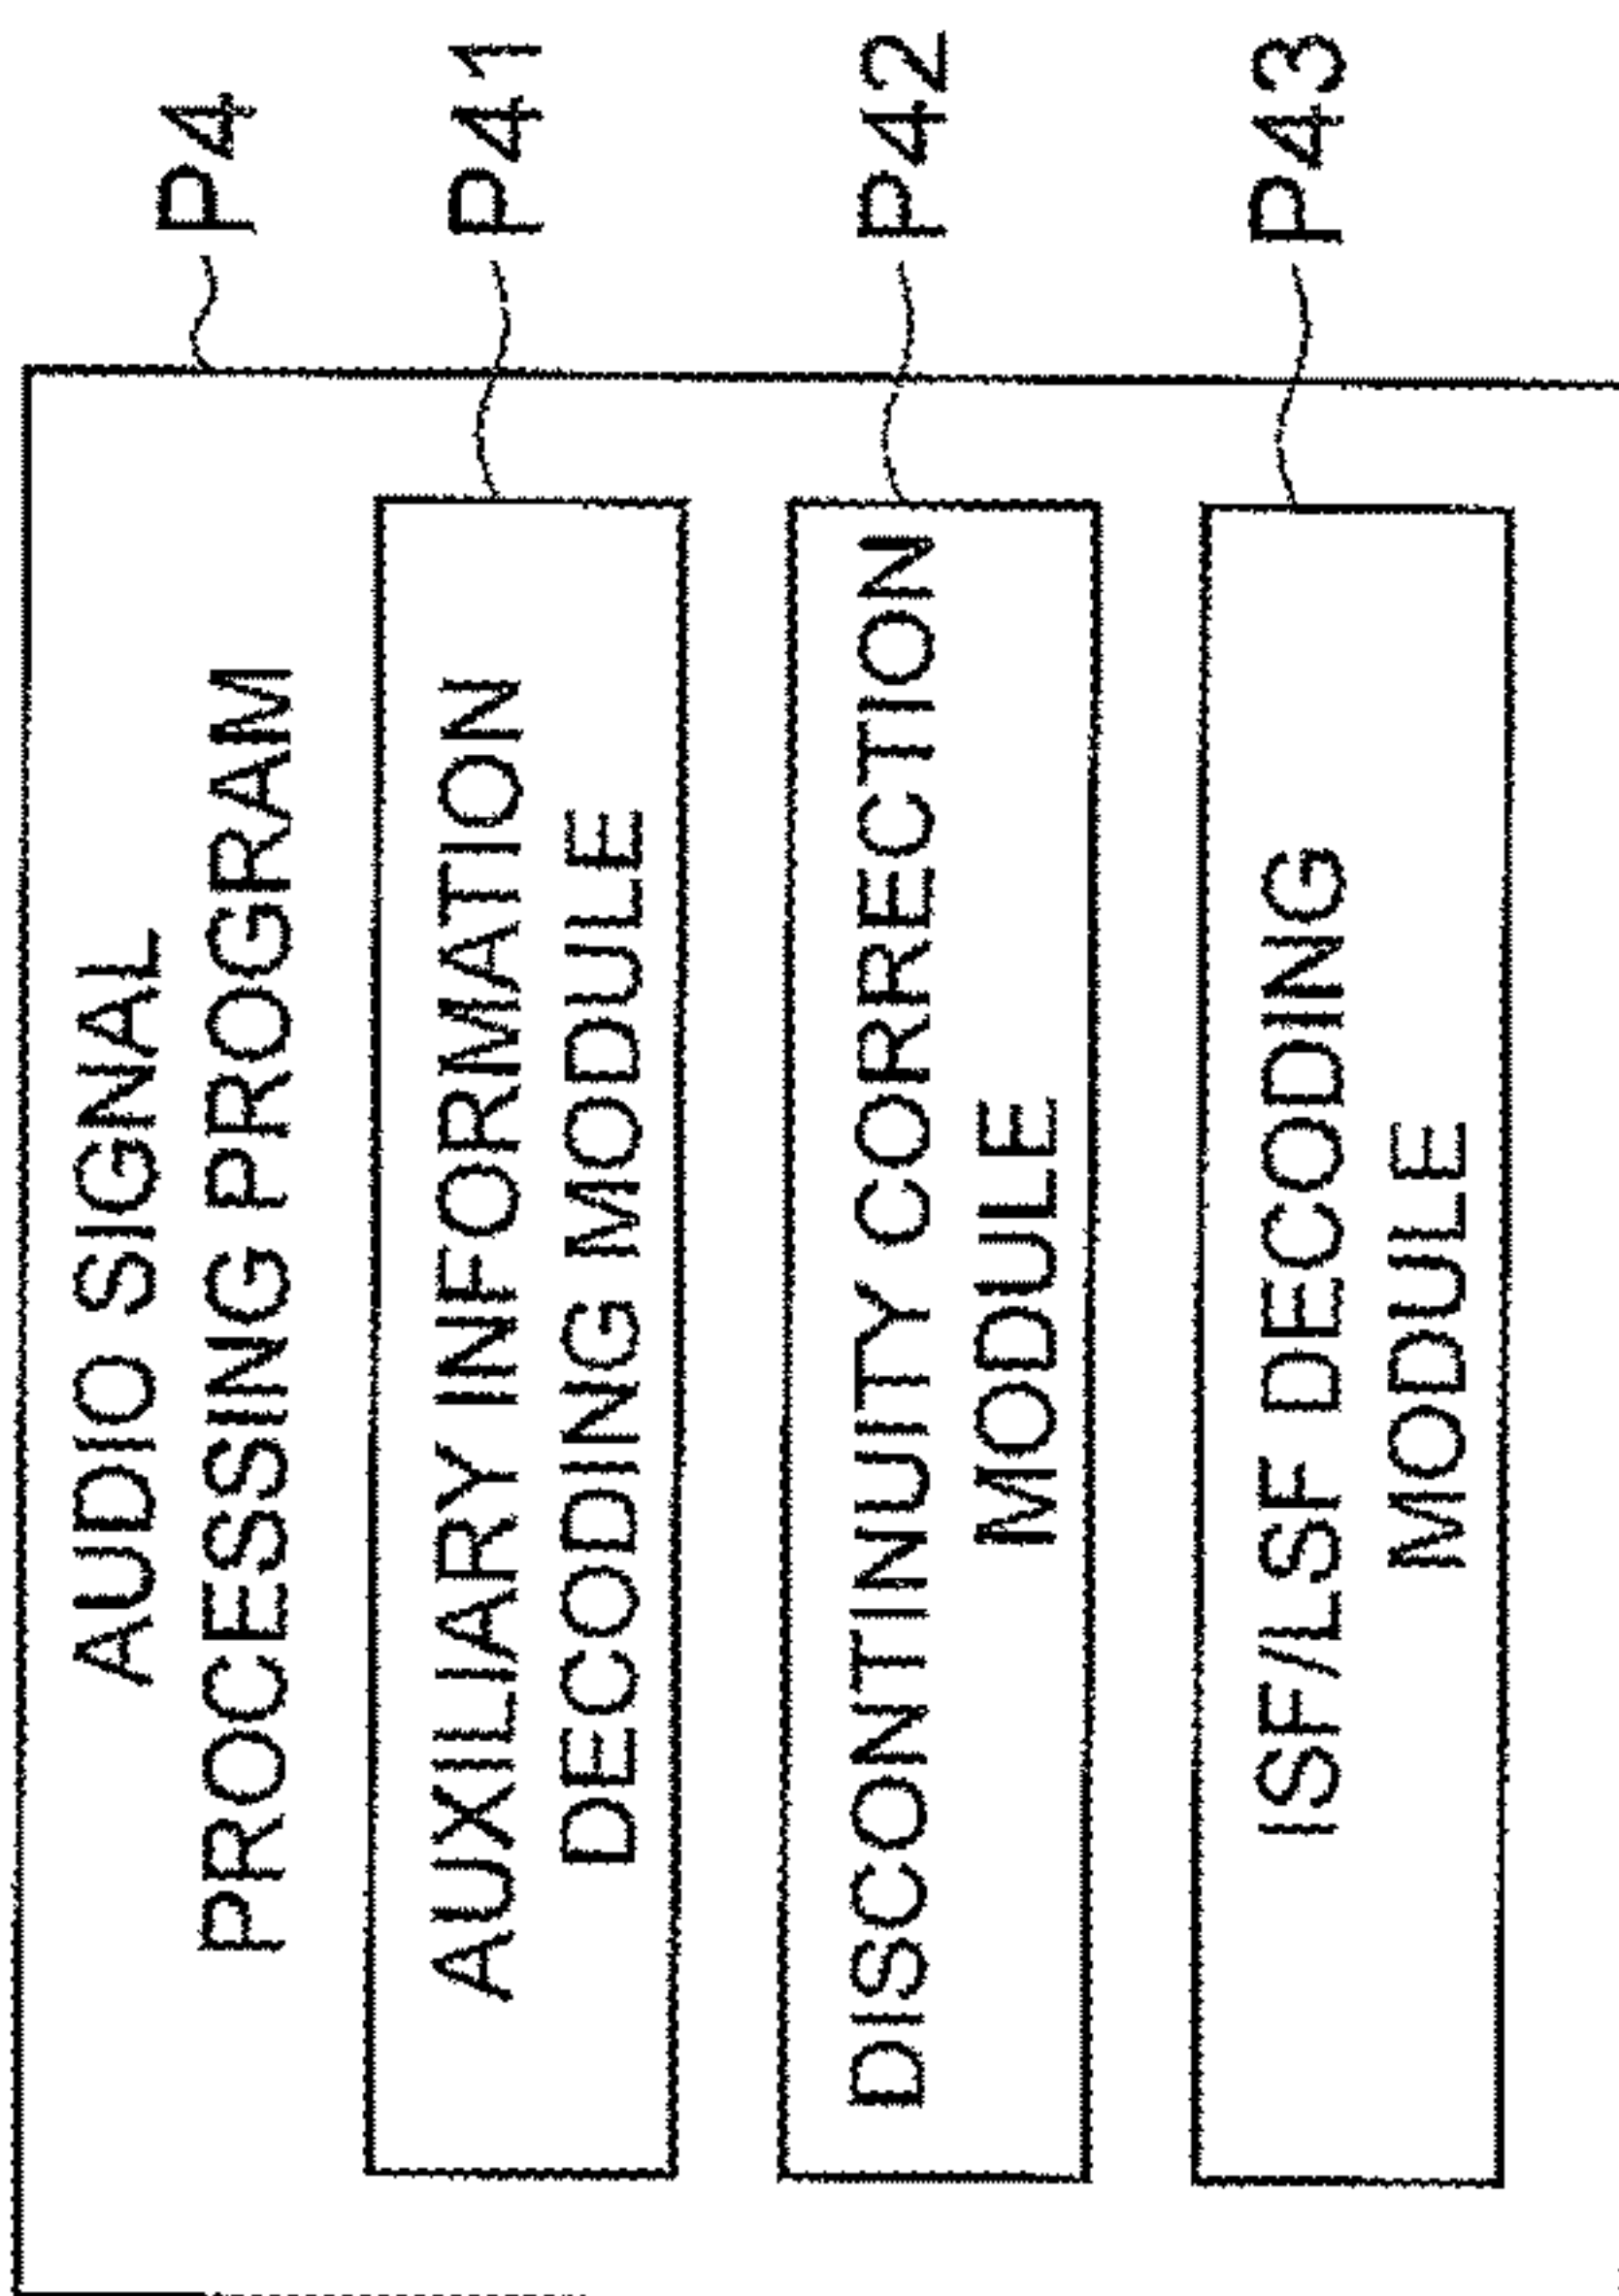 AUDIO SIGNAL
PROCESSING PROGRAM
P4
AUXILIARY INFORMATION
DECODING MODULE
P41
DISCONTINUITY CORRECTION
MODULE
P42
ISF/LSF DECODING
MODULE
P43